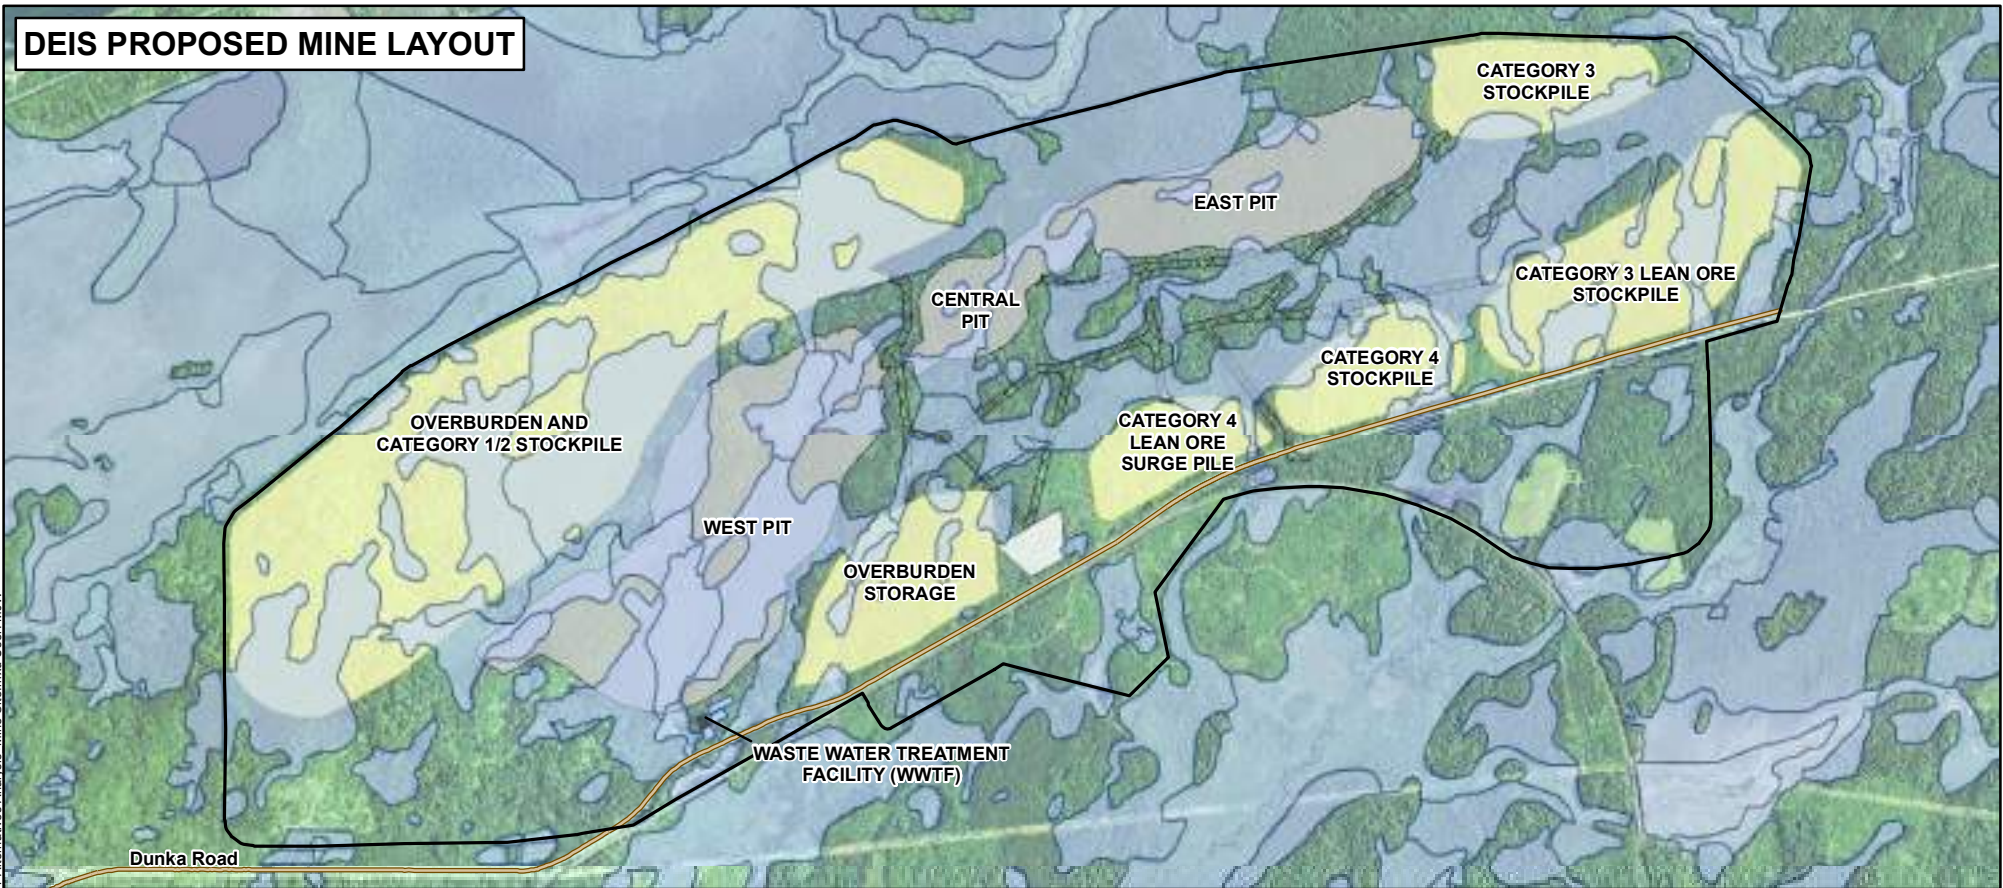 DEIS PROPOSED MINE LAYOUT
CATEGORY 3
STOCKPILE
EAST PIT
CATEGORY 3 LEAN ORE
STOCKPILE
CENTRAL
PIT
CATEGORY 4
STOCKPILE
OVERBURDEN AND
CATEGORY 1/2 STOCKPILE
CATEGORY 4
LEAN ORE
SURGE PILE
WEST PIT
OVERBURDEN
STORAGE
WASTE WATER TREATMENT
FACILITY (WWTF)
Dunka Road